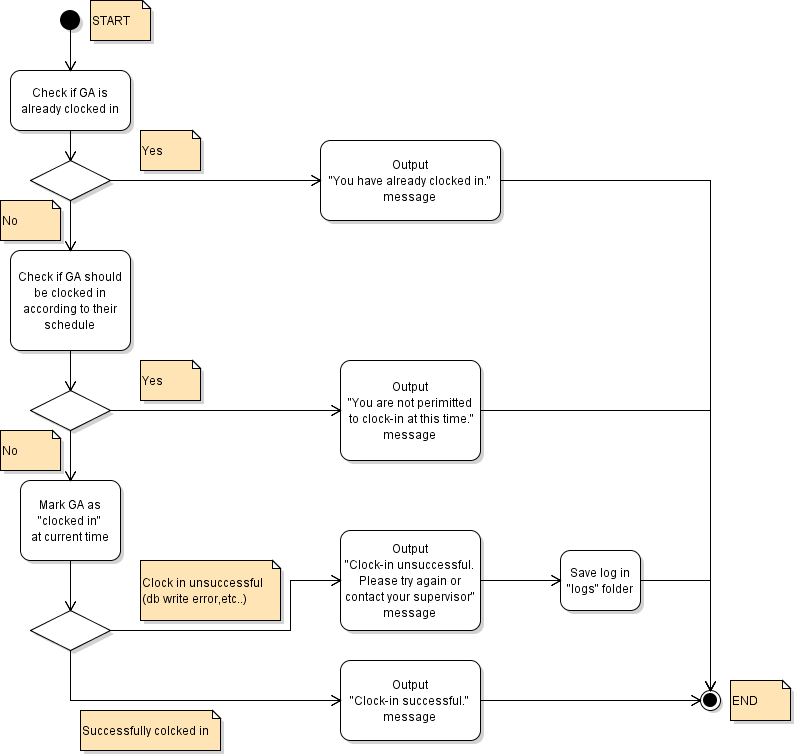 START
Check if GA is
already clocked in
Yes
Output
"You have already clocked in."
message
No
Check if GA should
be clocked in
according to their
schedule
Yes
Output
"You are not perimitted
to clock-in at this time."
message
No
Mark GA as
"clocked in"
at current time
Clock in unsuccessful
(db write error,etc..)
Output
"Clock-in unsuccessful.
Please try again or
contact your supervisor"
message
Save log in
"logs" folder
Output
"Clock-in successful."
message
END
Successfully colcked in